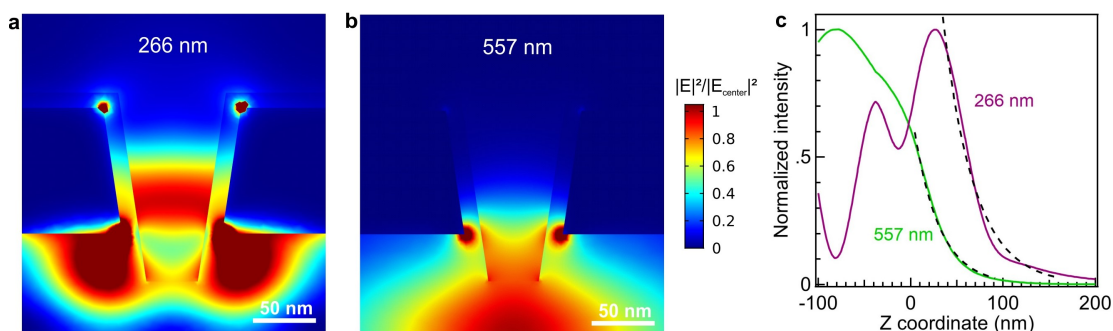 a
266 nm
50 nm
b
557 nm
50 nm
|E|²/|E_center|²
1
0.8
0.6
0.4
0.2
0
c
Normalized intensity
1
.5
0
266 nm
557 nm
-100 0 100 200
Z coordinate (nm)